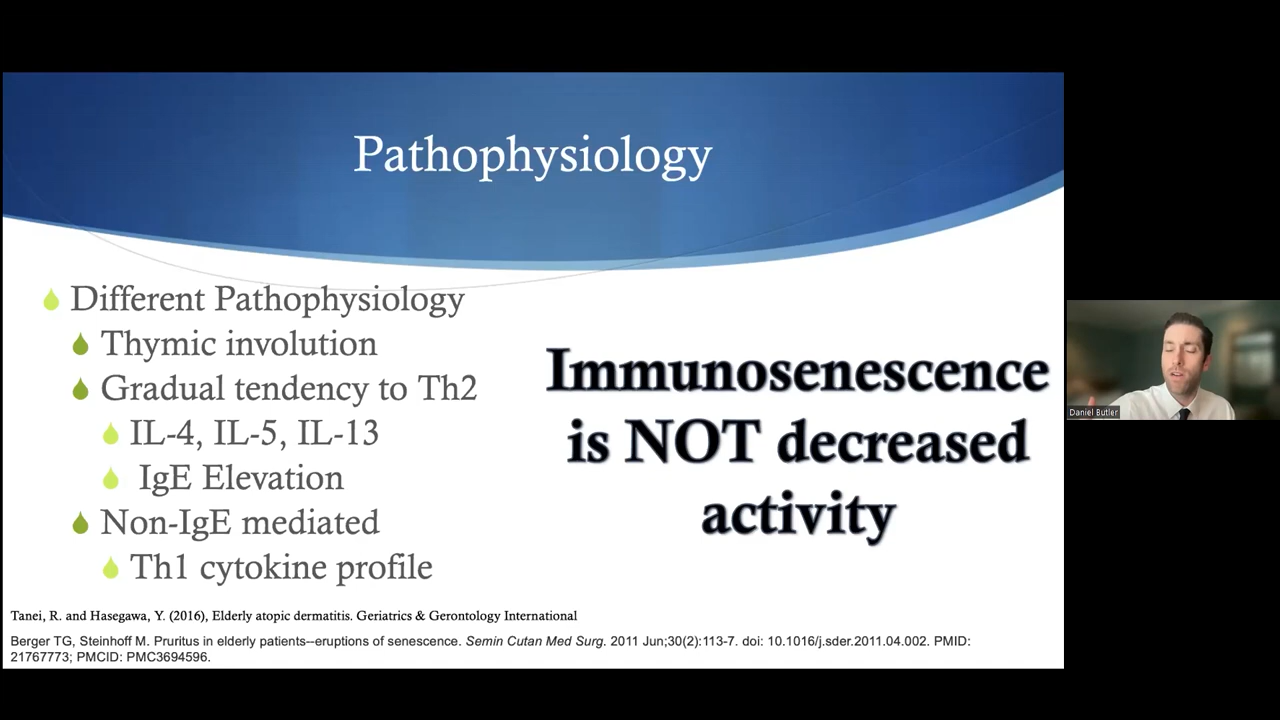 Pathophysiology
Different Pathophysiology
Thymic involution
Gradual tendency to Th2
IL-4, IL-5, IL-13
IgE Elevation
Non-IgE mediated
Th1 cytokine profile
Immunosenescence
is NOT decreased
activity
Tanei, R. and Hasegawa, Y. (2016), Elderly atopic dermatitis. Geriatrics & Gerontology International
Berger TG, Steinhoff M. Pruritus in elderly patients--eruptions of senescence. Semin Cutan Med Surg. 2011 Jun;30(2):113-7. doi: 10.1016/j.sder.2011.04.002. PMID:
21767773; PMCID: PMC3694596.
Daniel Butler